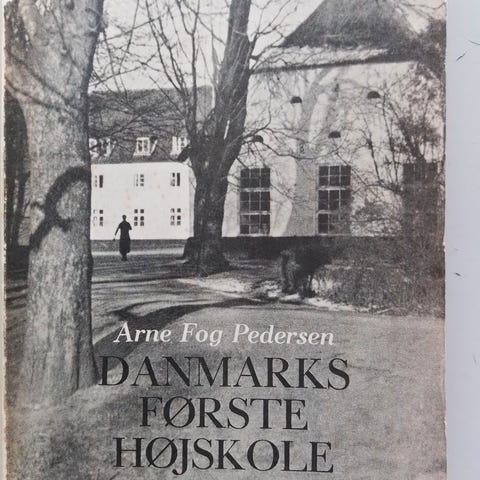 Arne Fog Pedersen
DANMARKS
FØRSTE
HØJSKOLE